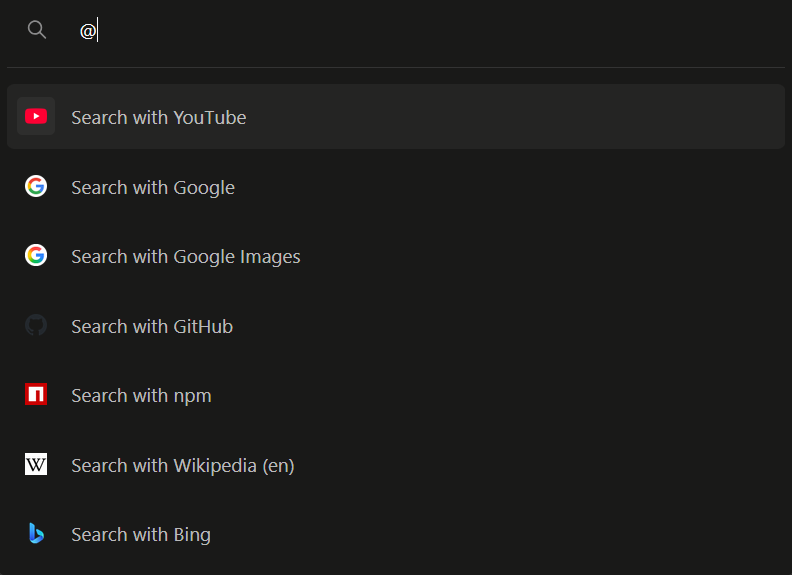 @
Search with YouTube
Search with Google
Search with Google Images
Search with GitHub
Search with npm
W Search with Wikipedia (en)
Search with Bing